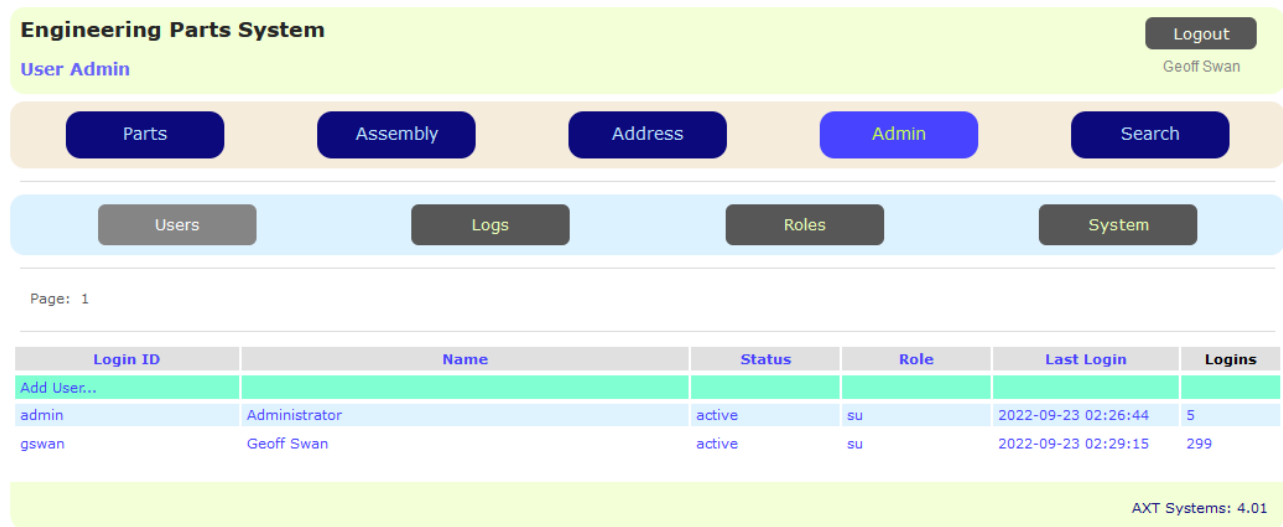 Engineering Parts System
Logout
User Admin
Geoff Swan
Parts Assembly Address Admin Search
Users Logs Roles System
Page: 1
Login ID Name Status Role Last Login Logins
Add User...
admin Administrator active su 2022-09-23 02:26:44 5
gswan Geoff Swan active su 2022-09-23 02:29:15 299
AXT Systems: 4.01